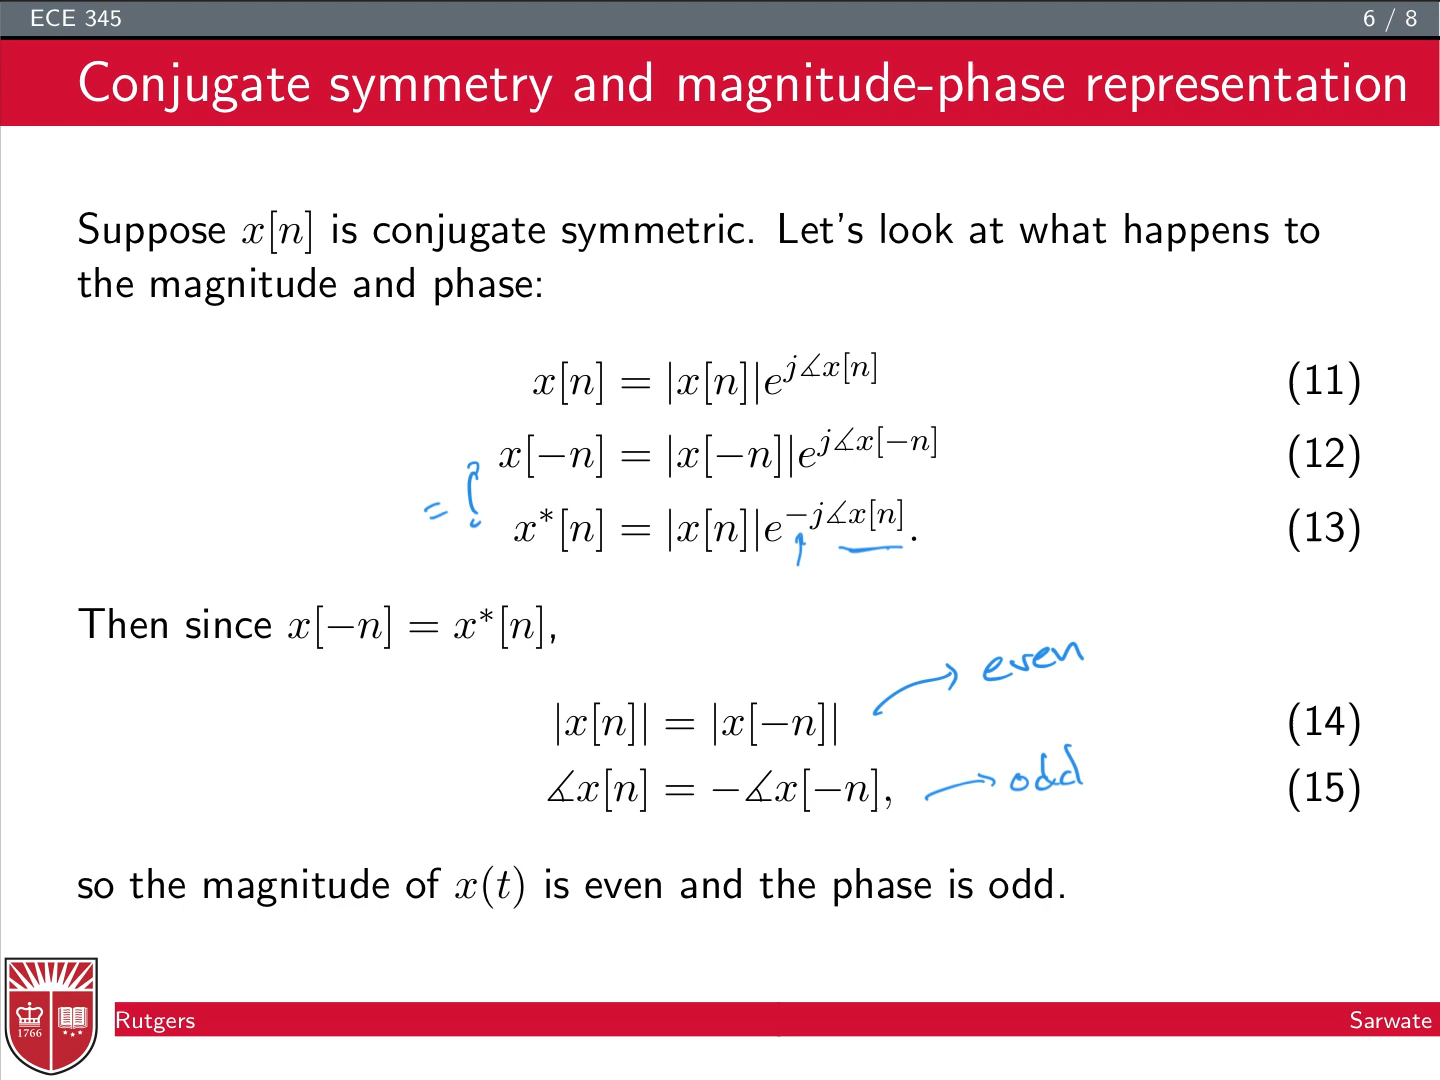 ECE 345
6 / 8
Conjugate symmetry and magnitude-phase representation
Suppose x[n] is conjugate symmetric. Let's look at what happens to
the magnitude and phase:
x[n] = |x[n]|e^{j∡x[n]} (11)
x[−n] = |x[−n]|e^{j∡x[−n]} (12)
=
x*[n] = |x[n]|e^{−j∡x[n]}. (13)
Then since x[−n] = x*[n],
even
|x[n]| = |x[−n]| (14)
∡x[n] = −∡x[−n], (15)
odd
so the magnitude of x(t) is even and the phase is odd.
1766
Rutgers
Sarwate